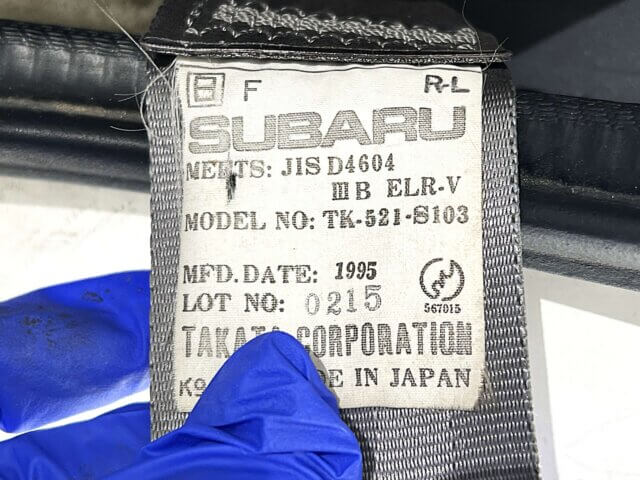 日 F R-L
SUBARU
MEETS: JIS D4604
ⅢB ELR-V
MODEL NO: TK-521-S103
MFD. DATE: 1995
LOT NO: 0215
567015
TAKATA CORPORATION
IN JAPAN